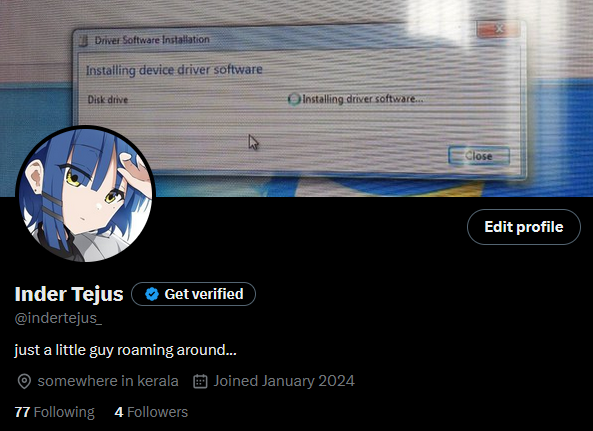 Driver Software Installation
Installing device driver software
Disk drive
Installing driver software...
Close
Edit profile
Inder Tejus
Get verified
@indertejus_
just a little guy roaming around...
somewhere in kerala
Joined January 2024
77 Following
4 Followers